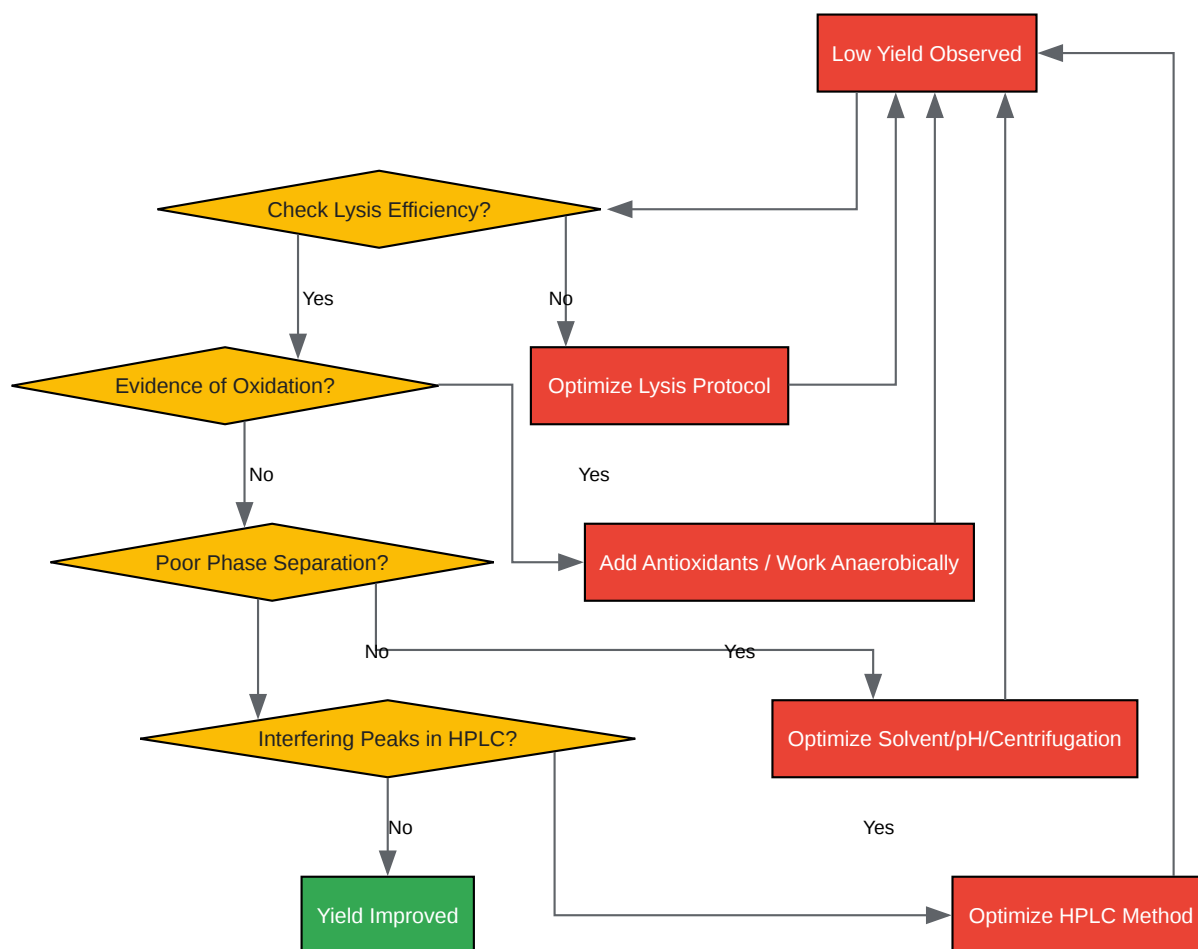 Low Yield Observed
Check Lysis Efficiency?
Yes
No
Evidence of Oxidation?
Optimize Lysis Protocol
No
Yes
Poor Phase Separation?
Add Antioxidants / Work Anaerobically
No
Yes
Interfering Peaks in HPLC?
Optimize Solvent/pH/Centrifugation
No
Yes
Yield Improved
Optimize HPLC Method